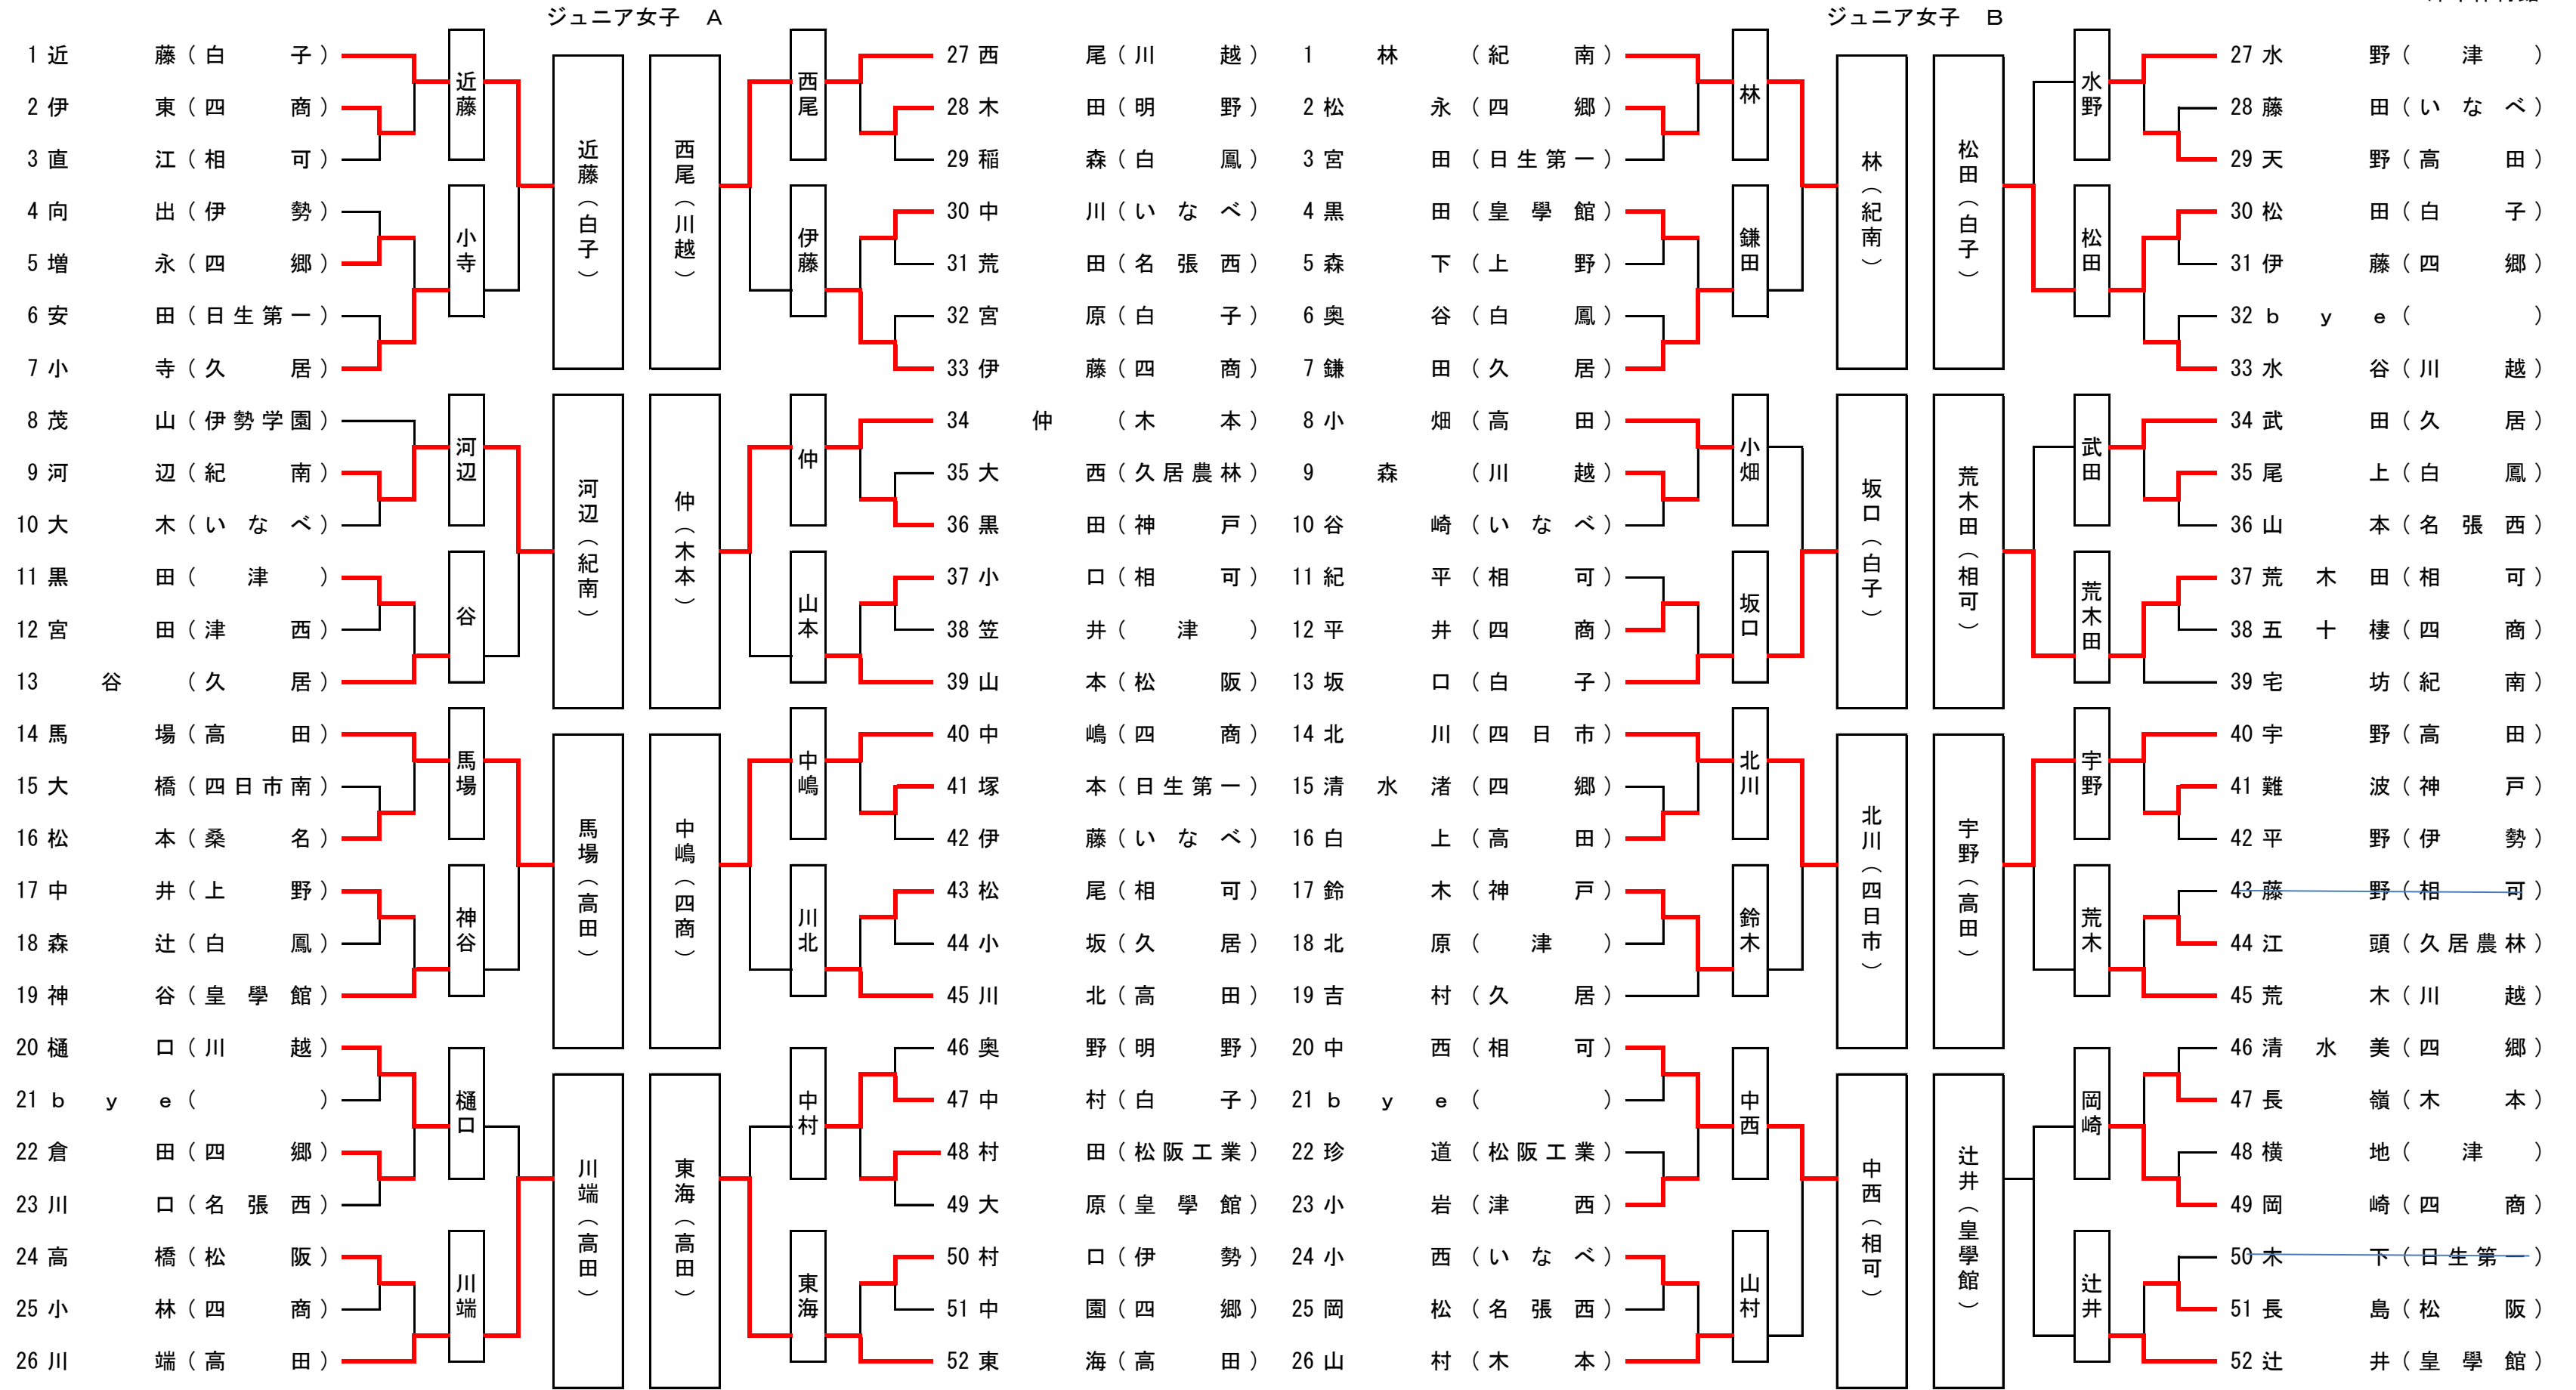 ジュニア女子 A
1 近藤(白子)
2 伊東(四商)
3 直江(相可)
4 向出(伊勢)
5 増永(四郷)
6 安田(日生第一)
7 小寺(久居)
8 茂山(伊勢学園)
9 河辺(紀南)
10 大木(いなべ)
11 黒田(津)
12 宮田(津西)
13 谷(久居)
14 馬場(高田)
15 大橋(四日市南)
16 松本(桑名)
17 中井(上野)
18 森辻(白鳳)
19 神谷(皇學館)
20 樋口(川越)
21 bye( )
22 倉田(四郷)
23 川口(名張西)
24 高橋(松阪)
25 小林(四商)
26 川端(高田)
近藤
小寺
河辺
谷
馬場
神谷
樋口
川端
近藤(白子)
河辺(紀南)
馬場(高田)
川端(高田)
西尾(川越)
仲(木本)
中嶋(四商)
東海(高田)
西尾
伊藤
仲
山本
中嶋
川北
中村
東海
27 西尾(川越)
28 木田(明野)
29 稲森(白鳳)
30 中川(いなべ)
31 荒田(名張西)
32 宮原(白子)
33 伊藤(四商)
34 仲(木本)
35 大西(久居農林)
36 黒田(神戸)
37 小口(相可)
38 笠井(津)
39 山本(松阪)
40 中嶋(四商)
41 塚本(日生第一)
42 伊藤(いなべ)
43 松尾(相可)
44 小坂(久居)
45 川北(高田)
46 奥野(明野)
47 中村(白子)
48 村田(松阪工業)
49 大原(皇學館)
50 村口(伊勢)
51 中園(四郷)
52 東海(高田)
ジュニア女子 B
1 林(紀南)
2 松永(四郷)
3 宮田(日生第一)
4 黒田(皇學館)
5 森下(上野)
6 奥谷(白鳳)
7 鎌田(久居)
8 小畑(高田)
9 森(川越)
10 谷崎(いなべ)
11 紀平(相可)
12 平井(四商)
13 坂口(白子)
14 北川(四日市)
15 清水渚(四郷)
16 白上(高田)
17 鈴木(神戸)
18 北原(津)
19 吉村(久居)
20 中西(相可)
21 bye( )
22 珍道(松阪工業)
23 小岩(津西)
24 小西(いなべ)
25 岡松(名張西)
26 山村(木本)
林
鎌田
小畑
坂口
北川
鈴木
中西
山村
林(紀南)
坂口(白子)
北川(四日市)
中西(相可)
松田(白子)
荒木田(相可)
宇野(高田)
辻井(皇學館)
水野
松田
武田
荒木田
宇野
荒木
岡崎
辻井
27 水野(津)
28 藤田(いなべ)
29 天野(高田)
30 松田(白子)
31 伊藤(四郷)
32 bye( )
33 水谷(川越)
34 武田(久居)
35 尾上(白鳳)
36 山本(名張西)
37 荒木田(相可)
38 五十棲(四商)
39 宅坊(紀南)
40 宇野(高田)
41 難波(神戸)
42 平野(伊勢)
43 藤野(相可)
44 江頭(久居農林)
45 荒木(川越)
46 清水美(四郷)
47 長嶺(木本)
48 横地(津)
49 岡崎(四商)
50 木下(日生第一)
51 長島(松阪)
52 辻井(皇學館)